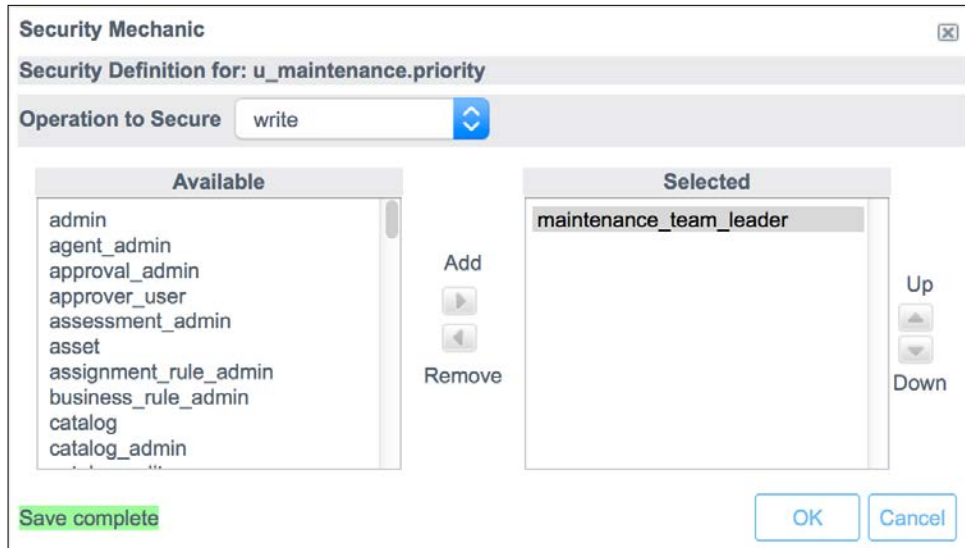 Security Mechanic
Security Definition for: u_maintenance.priority
Operation to Secure write
Available
admin
agent_admin
approval_admin
approver_user
assessment_admin
asset
assignment_rule_admin
business_rule_admin
catalog
catalog_admin
Add
Remove
Selected
maintenance_team_leader
Up
Down
Save complete
OK
Cancel